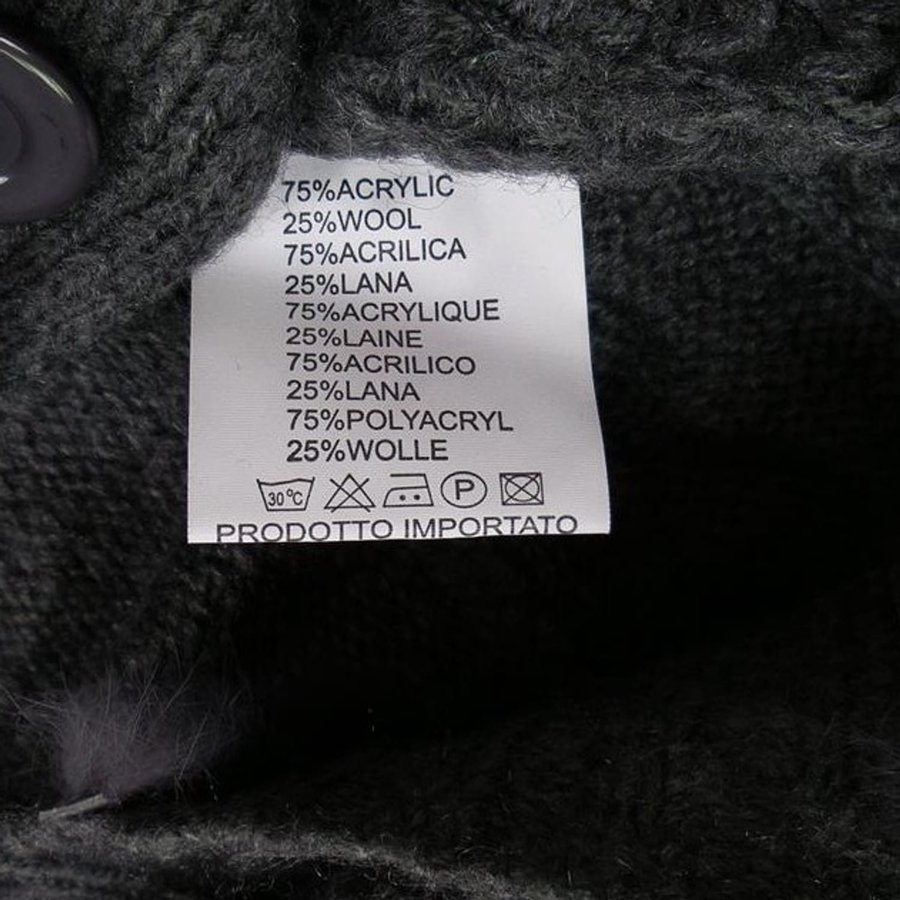 75%ACRYLIC
25%WOOL
75%ACRILICA
25%LANA
75%ACRYLIQUE
25%LAINE
75%ACRILICO
25%LANA
75%POLYACRYL
25%WOLLE
30°C P
PRODOTTO IMPORTATO